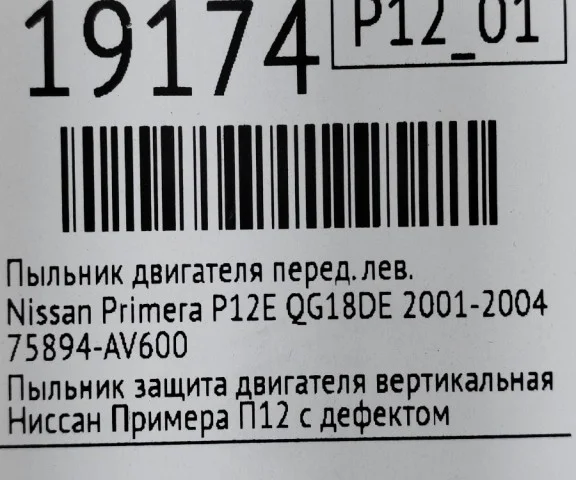 19174 P12_01
Пыльник двигателя перед. лев.
Nissan Primera P12E QG18DE 2001-2004
75894-AV600
Пыльник защита двигателя вертикальная
Ниссан Примера П12 с дефектом